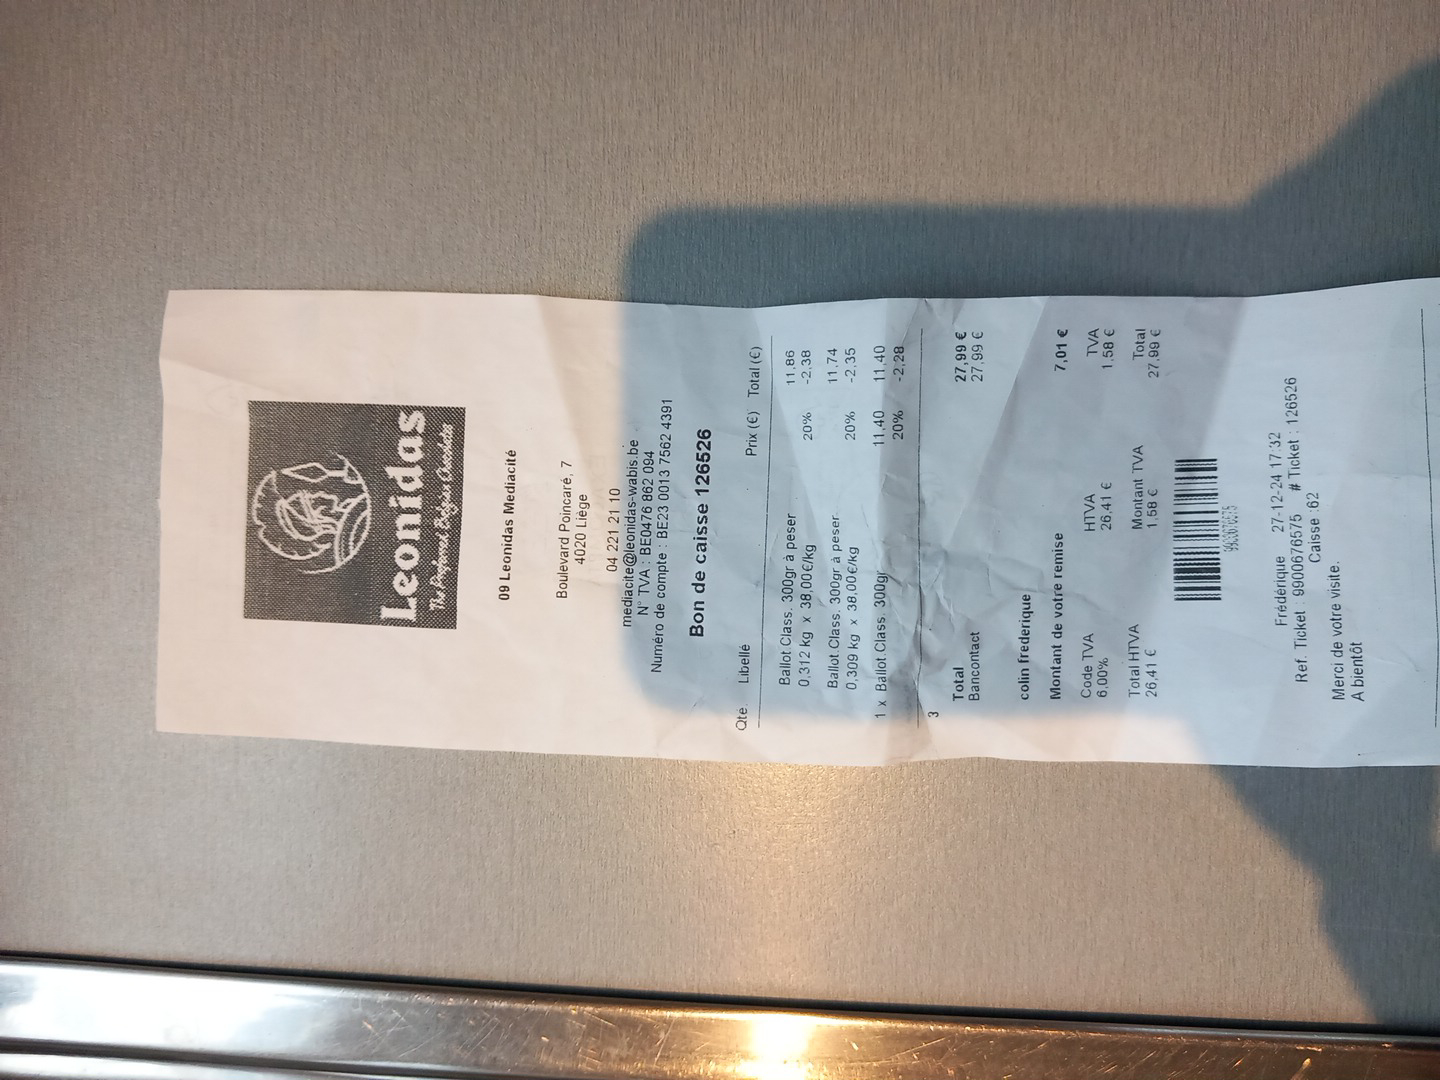 Leonidas
The Preferred Belgian Chocolates
09 Leonidas Mediacité
Boulevard Poincaré, 7
4020 Liège
04 221 21 10
mediacite@leonidas-wabis.be
N° TVA : BE0476 862 094
Numéro de compte : BE23 0013 7562 4391
Bon de caisse 126526
Qté. Libellé Prix (€) Total (€)
Ballot.Class. 300gr à peser 11,86
0,312 kg x 38,00€/kg 20% -2,38
Ballot.Class. 300gr à peser 11,74
0,309 kg x 38,00€/kg 20% -2,35
1 x Ballot.Class. 300gr 11,40 11,40
20% -2,28
3
Total 27,99 €
Bancontact 27,99 €
colin frederique
Montant de votre remise 7,01 €
Code TVA HTVA TVA
6,00% 26,41 € 1,58 €
Total HTVA Montant TVA Total
26,41 € 1,58 € 27,99 €
9900676575
Frédérique 27-12-24 17:32
Ref. Ticket : 9900676575 # Ticket : 126526
Caisse :62
Merci de votre visite.
A bientôt